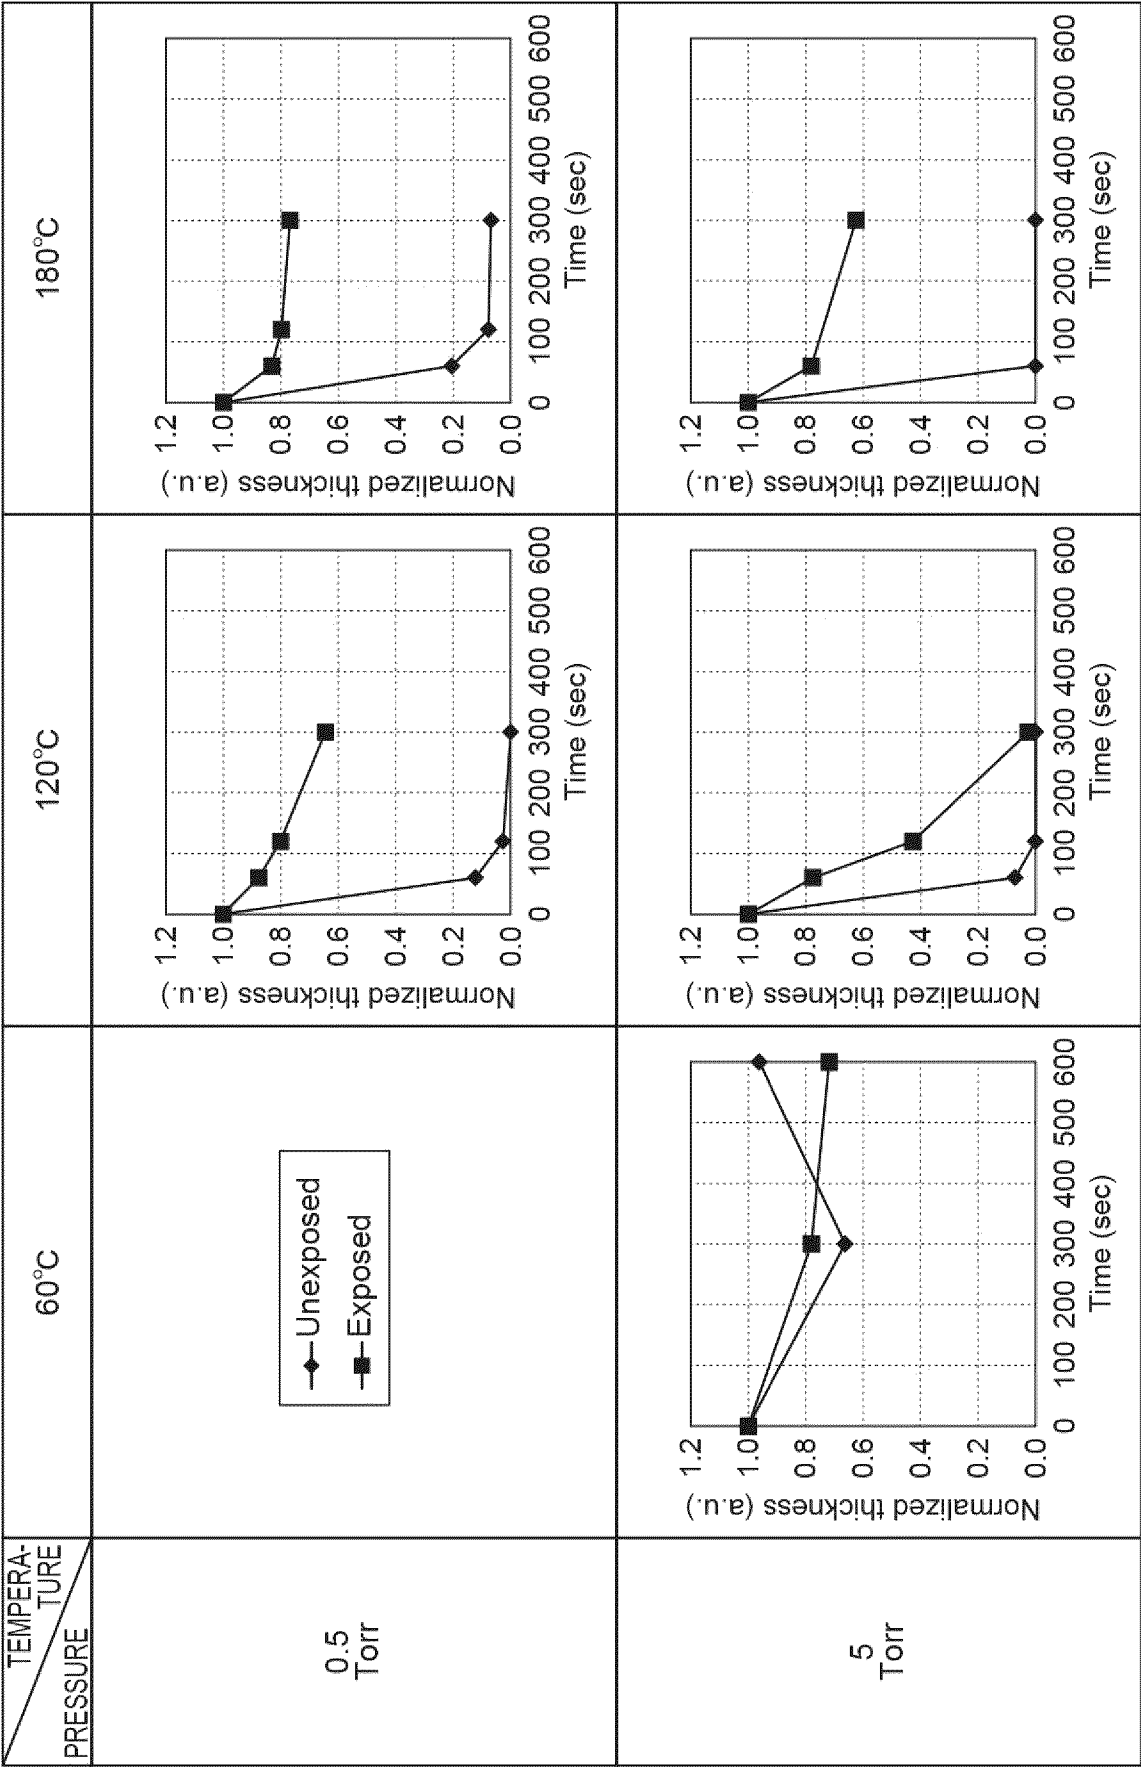 TEMPERA-
TURE
PRESSURE
60°C
120°C
180°C
0.5
Torr
Unexposed
Exposed
Normalized thickness (a.u.)
1.2
1.0
0.8
0.6
0.4
0.2
0.0
0 100 200 300 400 500 600
Time (sec)
Normalized thickness (a.u.)
1.2
1.0
0.8
0.6
0.4
0.2
0.0
0 100 200 300 400 500 600
Time (sec)
5
Torr
Normalized thickness (a.u.)
1.2
1.0
0.8
0.6
0.4
0.2
0.0
0 100 200 300 400 500 600
Time (sec)
Normalized thickness (a.u.)
1.2
1.0
0.8
0.6
0.4
0.2
0.0
0 100 200 300 400 500 600
Time (sec)
Normalized thickness (a.u.)
1.2
1.0
0.8
0.6
0.4
0.2
0.0
0 100 200 300 400 500 600
Time (sec)